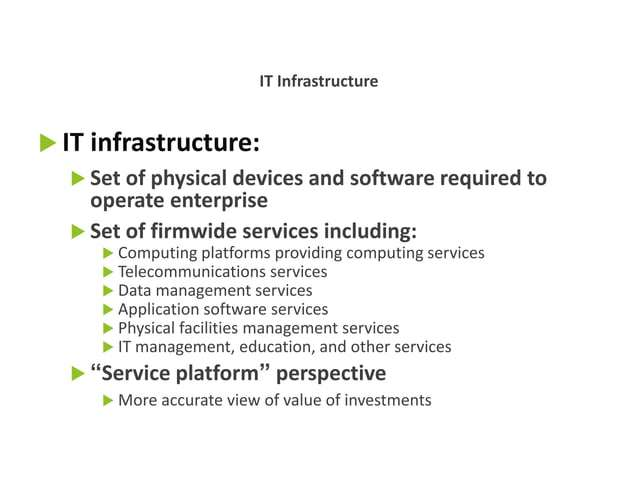 IT Infrastructure
IT infrastructure:
Set of physical devices and software required to
operate enterprise
Set of firmwide services including:
Computing platforms providing computing services
Telecommunications services
Data management services
Application software services
Physical facilities management services
IT management, education, and other services
“Service platform” perspective
More accurate view of value of investments